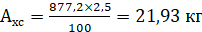 Aхс = 877,2×2,5 / 100 = 21,93 кг